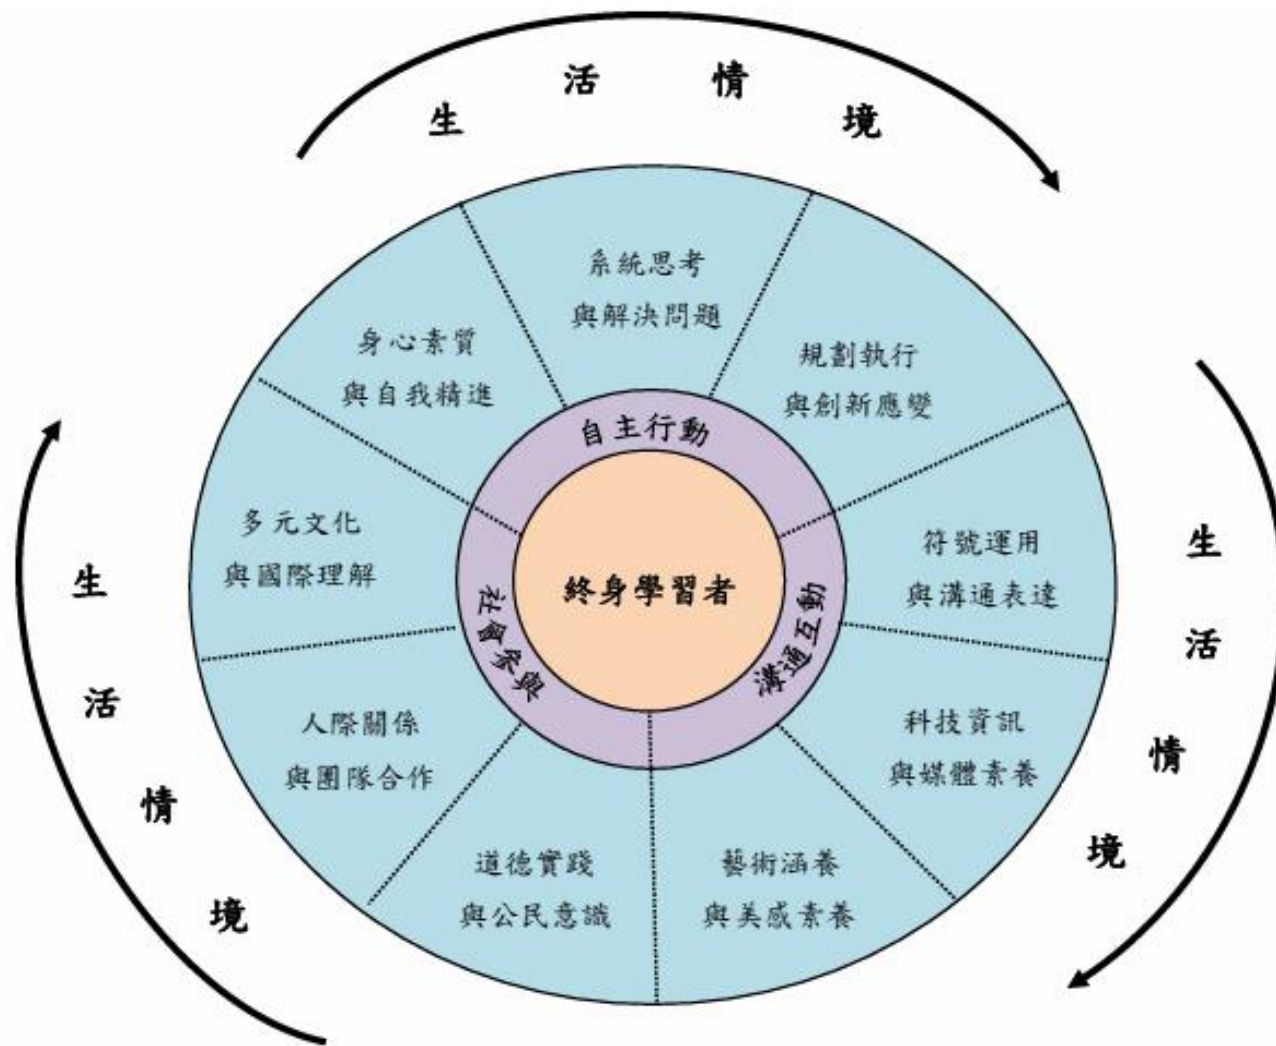 生活情境
系統思考
與解決問題
身心素質
與自我精進
規劃執行
與創新應變
自主行動
多元文化
與國際理解
符號運用
與溝通表達
生活情境
生活情境
終身學習者
社會參與
溝通互動
人際關係
與團隊合作
科技資訊
與媒體素養
道德實踐
與公民意識
藝術涵養
與美感素養